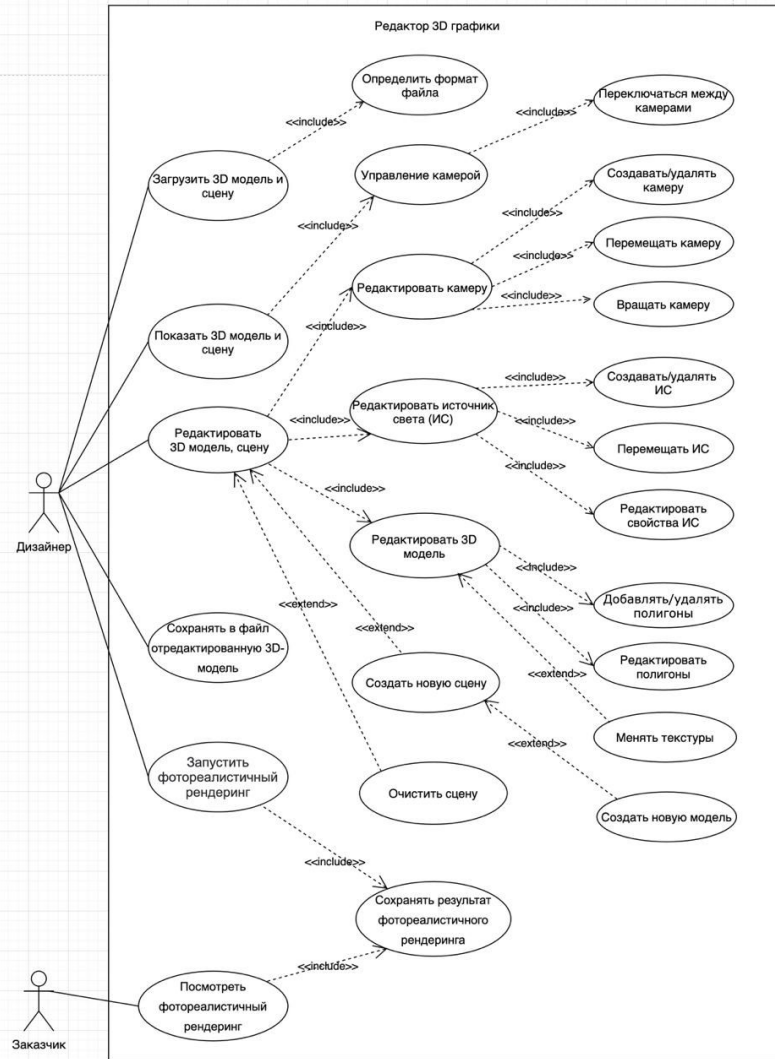 Редактор 3D графики
Определить формат
файла
Переключаться между
камерами
<<include>>
<<include>>
Загрузить 3D модель и
сцену
Управление камерой
Создавать/удалять
камеру
<<include>>
<<include>>
Перемещать камеру
<<include>>
Редактировать камеру
<<include>>
Вращать камеру
Показать 3D модель и
сцену
<<include>>
<<include>>
Создавать/удалять
ИС
Редактировать источник
света (ИС)
<<include>>
Редактировать
3D модель, сцену
<<include>>
Перемещать ИС
<<include>>
<<include>>
Редактировать
свойства ИС
Дизайнер
Редактировать 3D
модель
<<include>>
Добавлять/удалять
полигоны
<<extend>>
<<include>>
Сохранять в файл
отредактированную 3D-
модель
<<extend>>
Редактировать
полигоны
<<extend>>
Создать новую сцену
Менять текстуры
<<extend>>
Запустить
фотореалистичный
рендеринг
Очистить сцену
Создать новую модель
<<include>>
Сохранять результат
фотореалистичного
рендеринга
<<include>>
Посмотреть
фотореалистичный
рендеринг
Заказчик